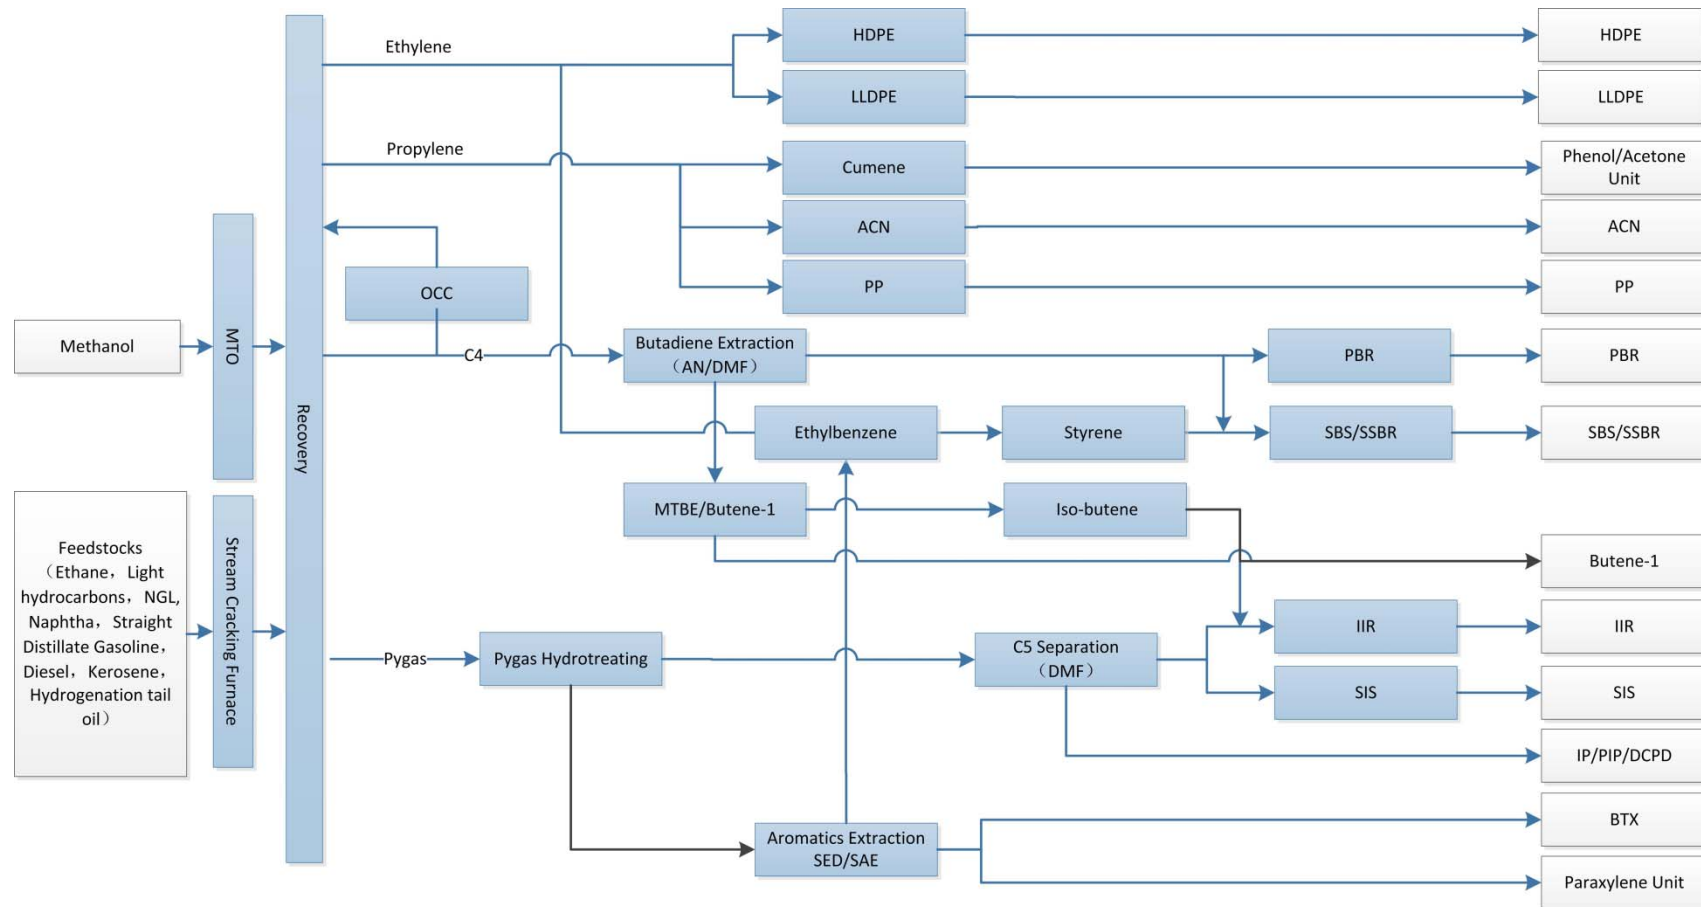 Ethylene
HDPE
HDPE
LLDPE
LLDPE
Propylene
Cumene
Phenol/Acetone
Unit
ACN
ACN
OCC
PP
PP
Methanol
MTO
Recovery
C4
Butadiene Extraction
（AN/DMF）
PBR
PBR
Ethylbenzene
Styrene
SBS/SSBR
SBS/SSBR
MTBE/Butene-1
Iso-butene
Butene-1
Feedstocks
（Ethane，Light
hydrocarbons，NGL,
Naphtha，Straight
Distillate Gasoline，
Diesel，Kerosene，
Hydrogenation tail
oil）
Stream Cracking Furnace
Pygas
Pygas Hydrotreating
C5 Separation
（DMF）
IIR
IIR
SIS
SIS
IP/PIP/DCPD
Aromatics Extraction
SED/SAE
BTX
Paraxylene Unit